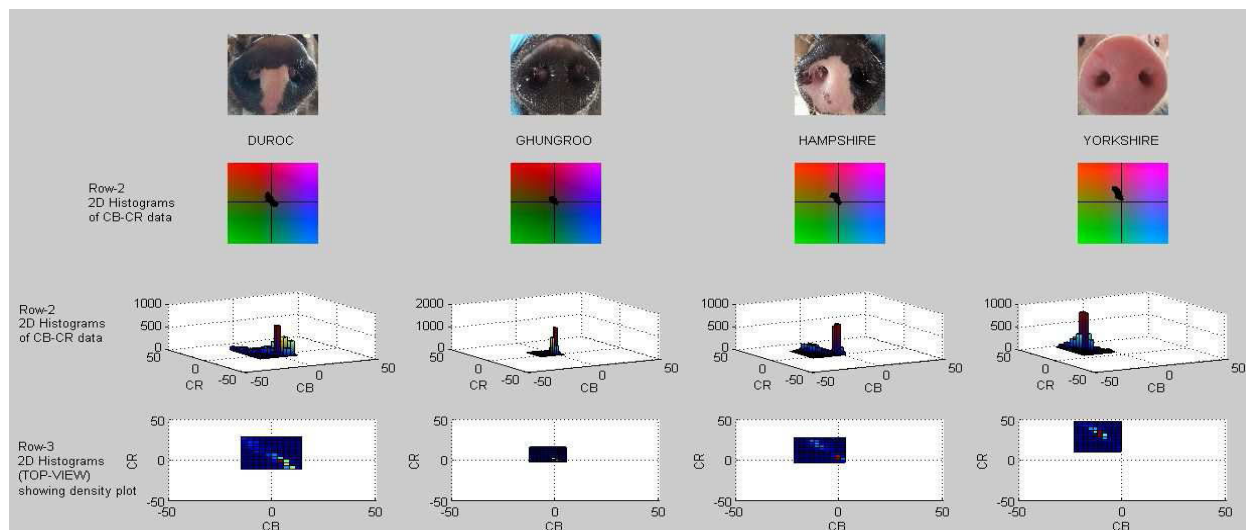 DUROC GHUNGROO HAMPSHIRE YORKSHIRE
Row-2
2D Histograms
of CB-CR data
Row-2
2D Histograms
of CB-CR data
1000 500 0 50 0 -50 CR -50 0 50 CB
2000 1000 0 50 0 -50 CR -50 0 50 CB
1000 500 0 50 0 -50 CR -50 0 50 CB
1000 500 0 50 0 -50 CR -50 0 50 CB
Row-3
2D Histograms
(TOP-VIEW)
showing density plot
50 0 -50 CR -50 0 50 CB
50 0 -50 CR -50 0 50 CB
50 0 -50 CR -50 0 50 CB
50 0 -50 CR -50 0 50 CB